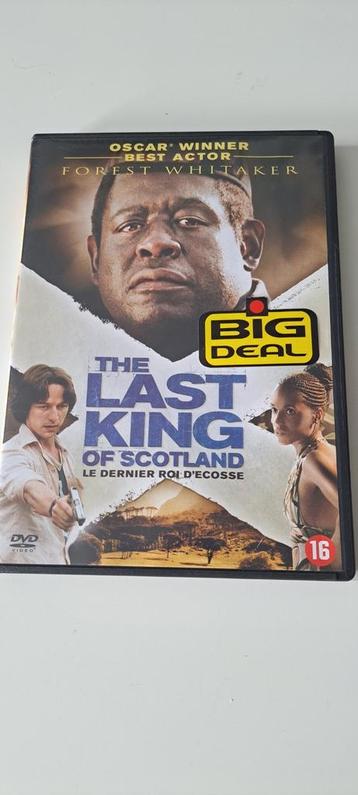 OSCAR® WINNER
BEST ACTOR
FOREST WHITAKER
BIG
DEAL
THE
LAST
KING
OF SCOTLAND
LE DERNIER ROI D'ECOSSE
DVD
VIDEO
16